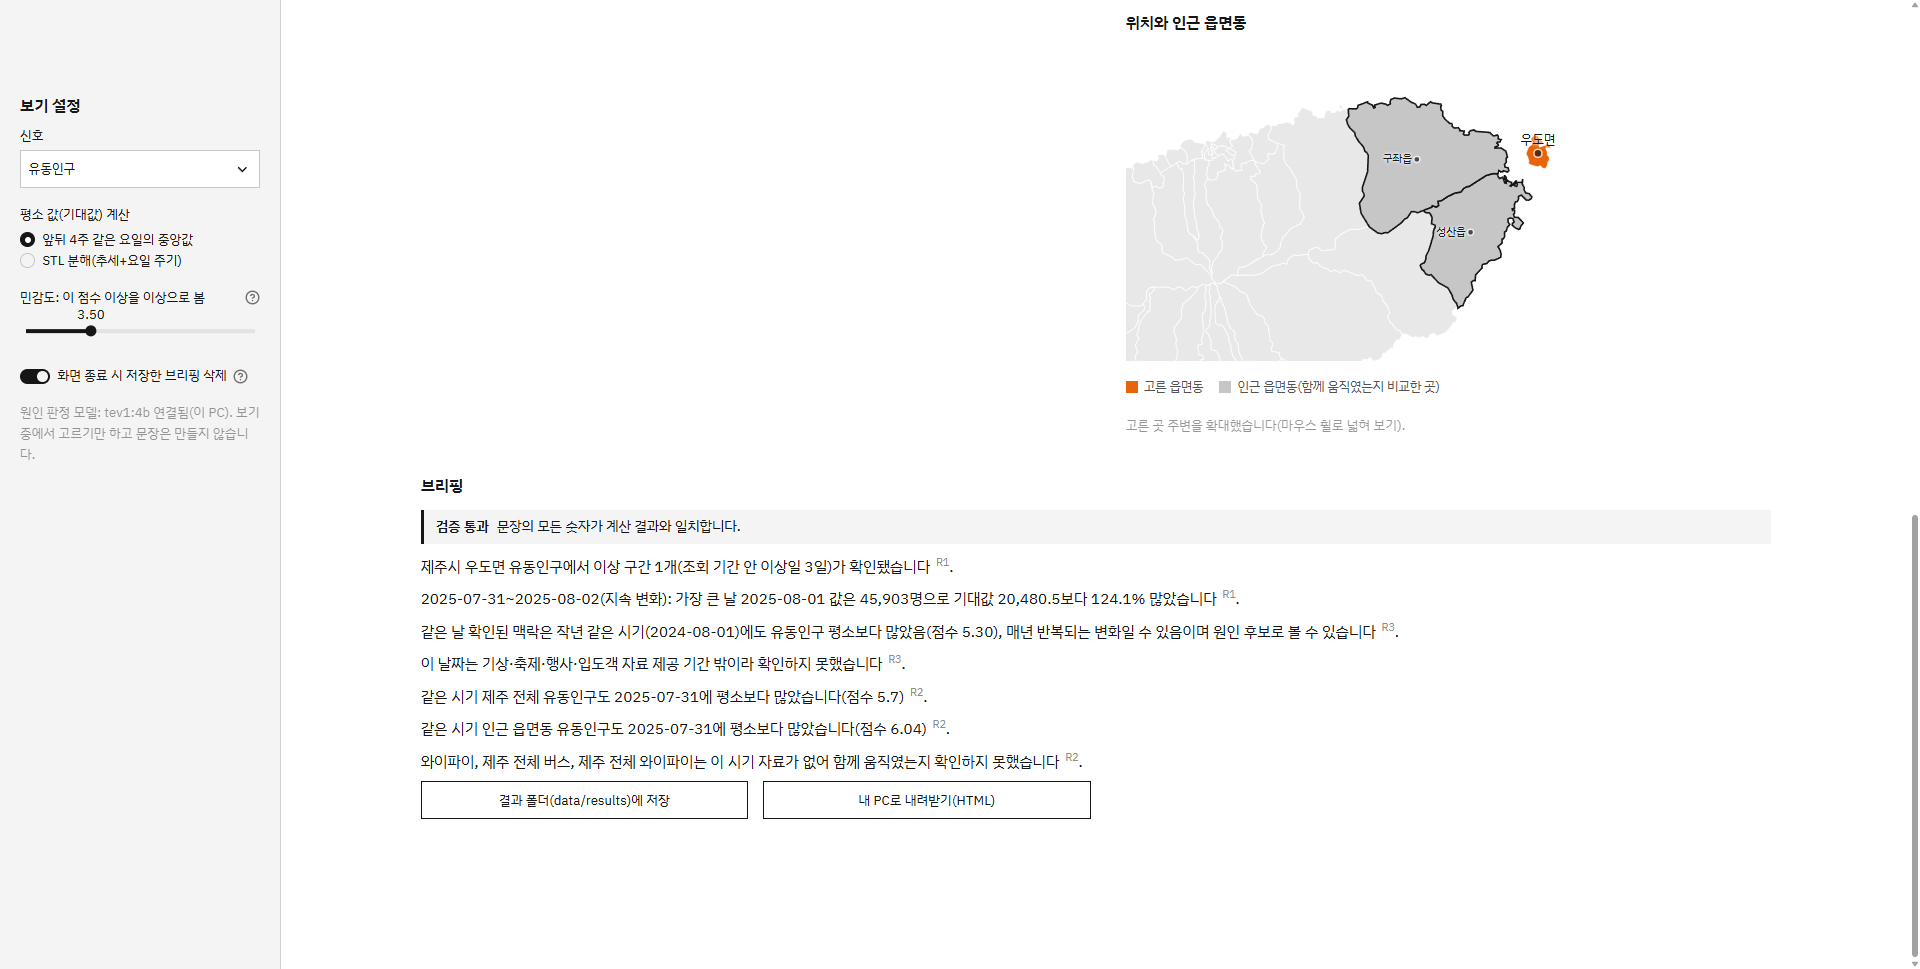 보기 설정
신호
유동인구
평소 값(기대값) 계산
앞뒤 4주 같은 요일의 중앙값
STL 분해(추세+요일 주기)
민감도: 이 점수 이상을 이상으로 봄
3.50
화면 종료 시 저장한 브리핑 삭제
원인 판정 모델: tev1:4b 연결됨(이 PC). 보기
중에서 고르기만 하고 문장은 만들지 않습니
다.
위치와 인근 읍면동
우도면
구좌읍
성산읍
고른 읍면동
인근 읍면동(함께 움직였는지 비교한 곳)
고른 곳 주변을 확대했습니다(마우스 휠로 넓혀 보기).
브리핑
검증 통과 문장의 모든 숫자가 계산 결과와 일치합니다.
제주시 우도면 유동인구에서 이상 구간 1개(조회 기간 안 이상일 3일)가 확인됐습니다 R1.
2025-07-31~2025-08-02(지속 변화): 가장 큰 날 2025-08-01 값은 45,903명으로 기대값 20,480.5보다 124.1% 많았습니다 R1.
같은 날 확인된 맥락은 작년 같은 시기(2024-08-01)에도 유동인구 평소보다 많았음(점수 5.30), 매년 반복되는 변화일 수 있음이며 원인 후보로 볼 수 있습니다 R3.
이 날짜는 기상·축제·행사·입도객 자료 제공 기간 밖이라 확인하지 못했습니다 R3.
같은 시기 제주 전체 유동인구도 2025-07-31에 평소보다 많았습니다(점수 5.7) R2.
같은 시기 인근 읍면동 유동인구도 2025-07-31에 평소보다 많았습니다(점수 6.04) R2.
와이파이, 제주 전체 버스, 제주 전체 와이파이는 이 시기 자료가 없어 함께 움직였는지 확인하지 못했습니다 R2.
결과 폴더(data/results)에 저장
내 PC로 내려받기(HTML)